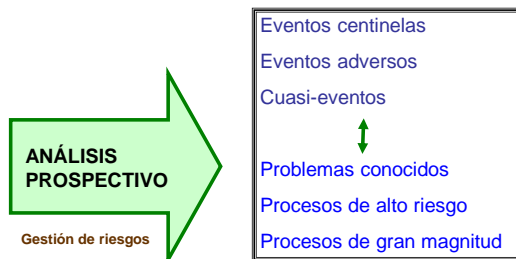 Eventos centinelas
Eventos adversos
Cuasi-eventos
ANÁLISIS
PROSPECTIVO
Problemas conocidos
Procesos de alto riesgo
Gestión de riesgos
Procesos de gran magnitud